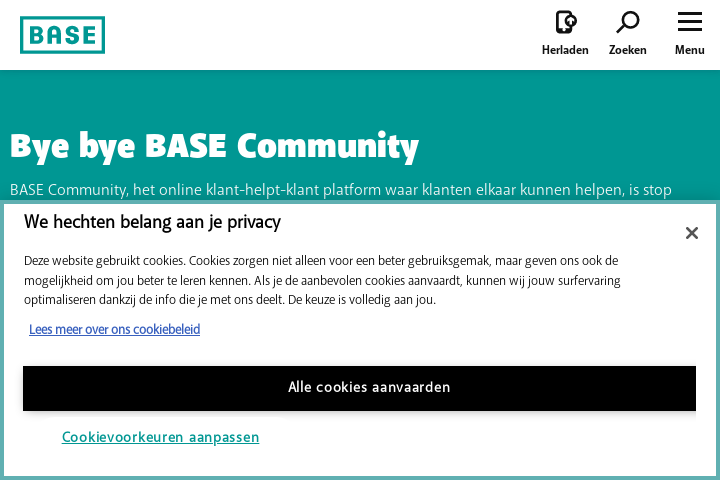 BASE
Herladen
Zoeken
Menu
Bye bye BASE Community
BASE Community, het online klant-helpt-klant platform waar klanten elkaar kunnen helpen, is stop
We hechten belang aan je privacy
Deze website gebruikt cookies. Cookies zorgen niet alleen voor een beter gebruiksgemak, maar geven ons ook de
mogelijkheid om jou beter te leren kennen. Als je de aanbevolen cookies aanvaardt, kunnen wij jouw surfervaring
optimaliseren dankzij de info die je met ons deelt. De keuze is volledig aan jou.
Lees meer over ons cookiebeleid
Alle cookies aanvaarden
Cookievoorkeuren aanpassen